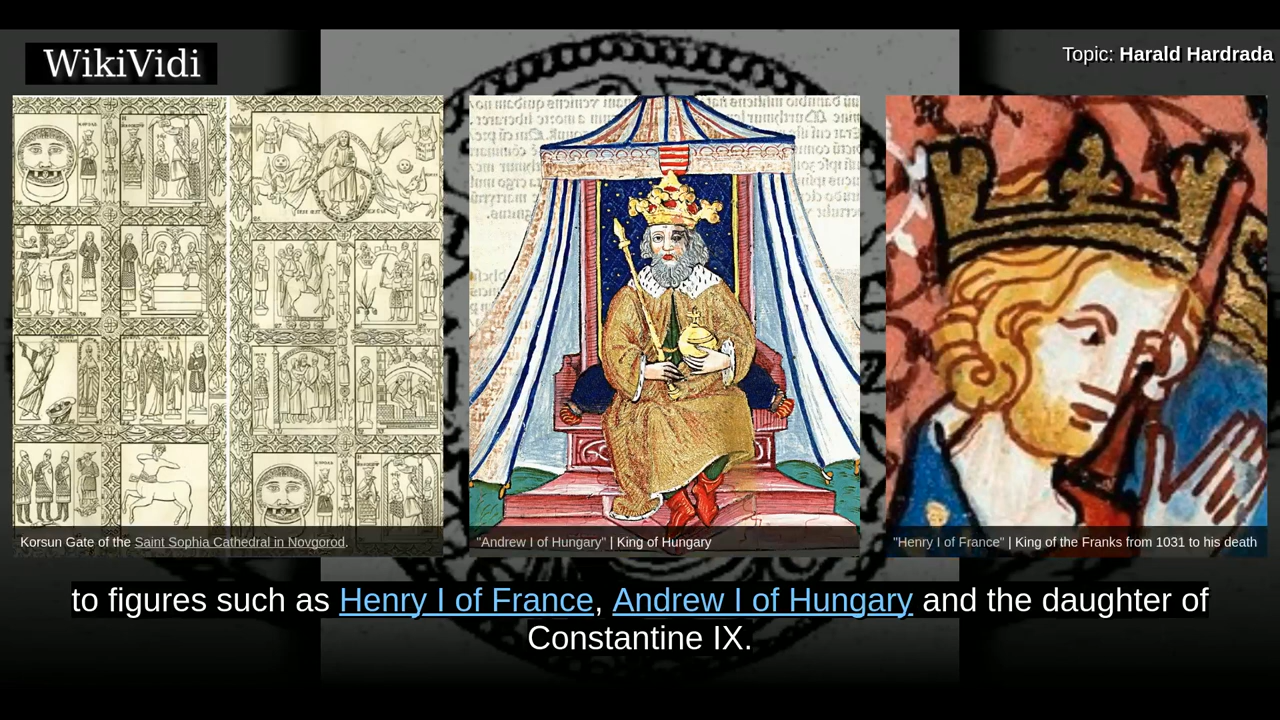 WikiVidi
Topic: Harald Hardrada
Korsun Gate of the Saint Sophia Cathedral in Novgorod.
"Andrew I of Hungary" | King of Hungary
"Henry I of France" | King of the Franks from 1031 to his death
to figures such as Henry I of France, Andrew I of Hungary and the daughter of
Constantine IX.